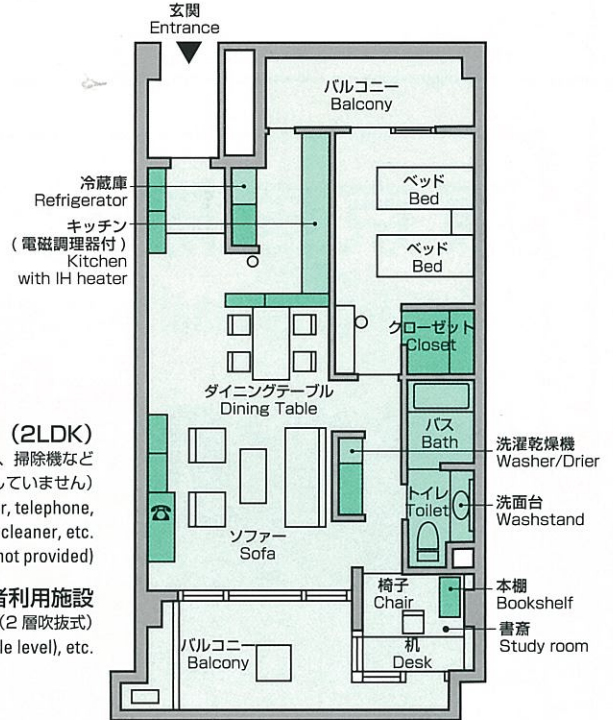 玄関
Entrance
バルコニー
Balcony
冷蔵庫
Refrigerator
キッチン
(電磁調理器付)
Kitchen
with IH heater
ベッド
Bed
ベッド
Bed
クローゼット
Closet
ダイニングテーブル
Dining Table
バス
Bath
洗濯乾燥機
Washer/Drier
トイレ
Toilet
洗面台
Washstand
ソファー
Sofa
椅子
Chair
本棚
Bookshelf
書斎
Study room
机
Desk
バルコニー
Balcony
(2LDK)
、掃除機など
していません)
r, telephone,
cleaner, etc.
not provided)
者利用施設
(2層吹抜式)
le level), etc.